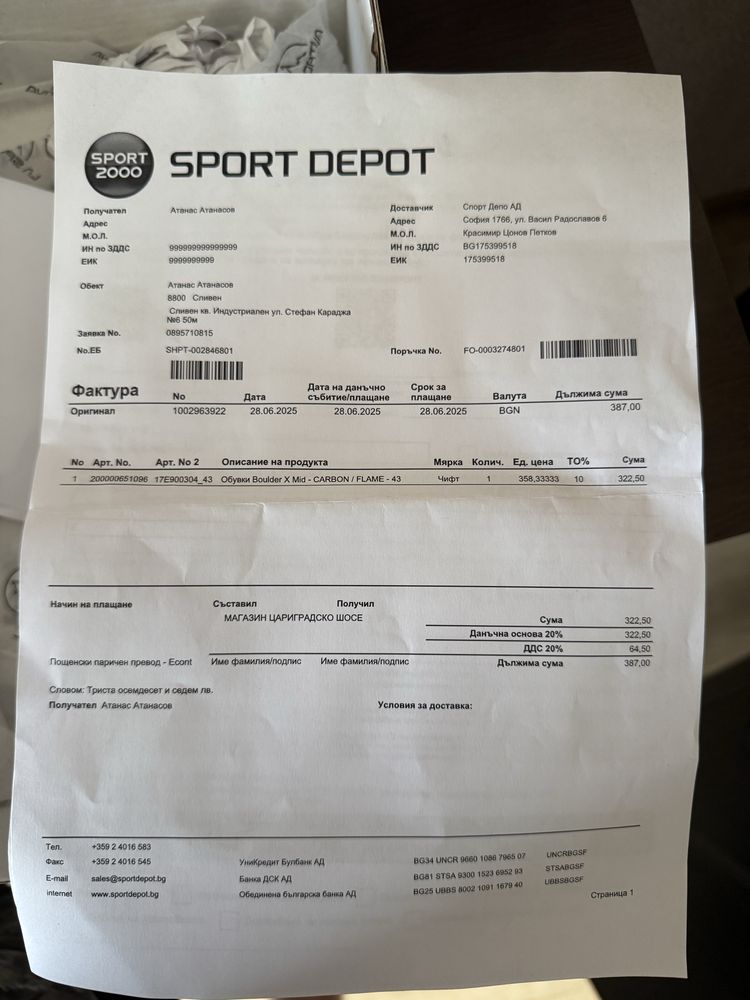 SPORT 2000 SPORT DEPOT
Получател Атанас Атанасов
Адрес
М.О.Л.
ИН по ЗДДС 999999999999999
ЕИК 9999999999
Доставчик Спорт Депо АД
Адрес София 1766, ул. Васил Радославов 6
М.О.Л. Красимир Цонов Петков
ИН по ЗДДС BG175399518
ЕИК 175399518
Обект Атанас Атанасов
8800 Сливен
Сливен кв. Индустриален ул. Стефан Караджа
№6 50м
Заявка No. 0895710815
No.ЕБ SHPT-002846801 Поръчка No. FO-0003274801
Фактура No Дата Дата на данъчно събитие/плащане Срок за плащане Валута Дължима сума
Оригинал 1002963922 28.06.2025 28.06.2025 28.06.2025 BGN 387,00
No Арт. No. Арт. No 2 Описание на продукта Мярка Колич. Ед. цена ТО% Сума
1 200000651096 17E900304_43 Обувки Boulder X Mid - CARBON / FLAME - 43 Чифт 1 358,33333 10 322,50
Начин на плащане Съставил Получил
МАГАЗИН ЦАРИГРАДСКО ШОСЕ
Сума 322,50
Данъчна основа 20% 322,50
ДДС 20% 64,50
Пощенски паричен превод - Econt Име фамилия/подпис Име фамилия/подпис Дължима сума 387,00
Словом: Триста осемдесет и седем лв.
Получател Атанас Атанасов Условия за доставка:
Тел. +359 2 4016 583
Факс +359 2 4016 545 УниКредит Булбанк АД BG34 UNCR 9660 1086 7965 07 UNCRBGSF
E-mail sales@sportdepot.bg Банка ДСК АД BG81 STSA 9300 1523 6952 93 STSABGSF
internet www.sportdepot.bg Обединена българска банка АД BG25 UBBS 8002 1091 1679 40 UBBSBGSF
Страница 1